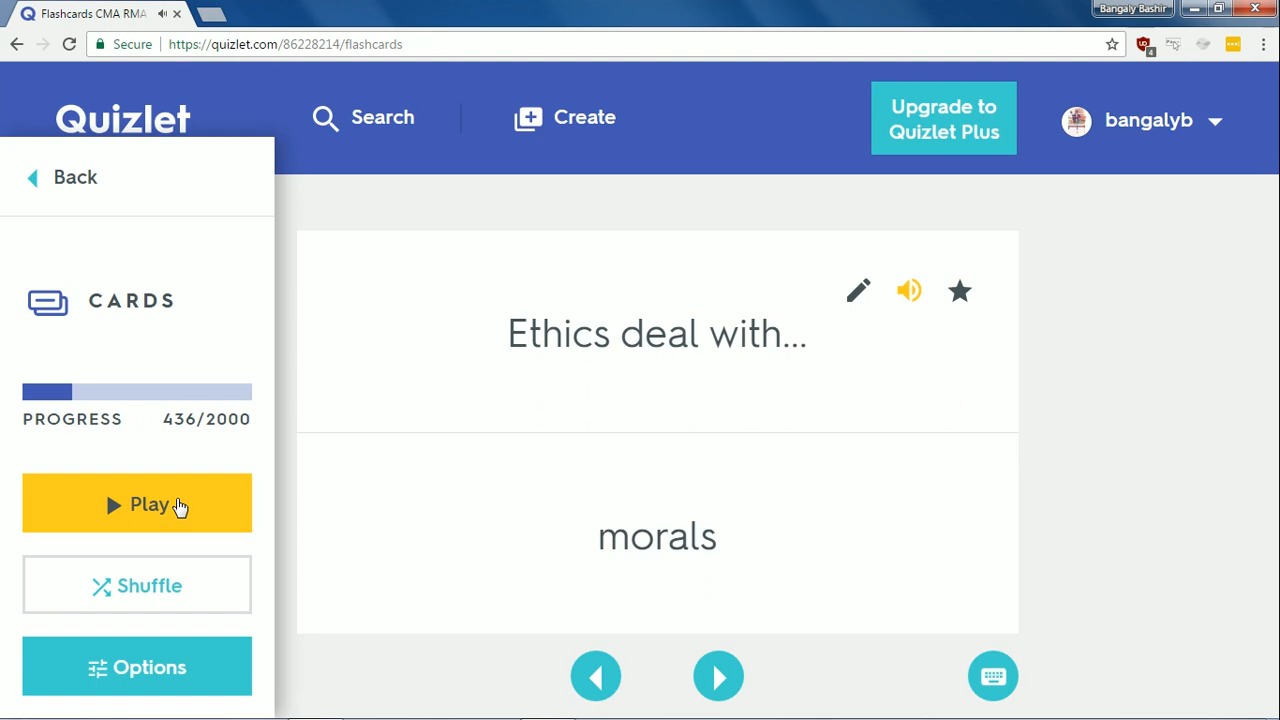 Flashcards CMA RMA
Bangaly Bashir
Secure
https://quizlet.com/86228214/flashcards
4
Quizlet
Search
Create
Upgrade to
Quizlet Plus
bangalyb
Back
CARDS
PROGRESS 436/2000
Play
Shuffle
Options
Ethics deal with...
morals